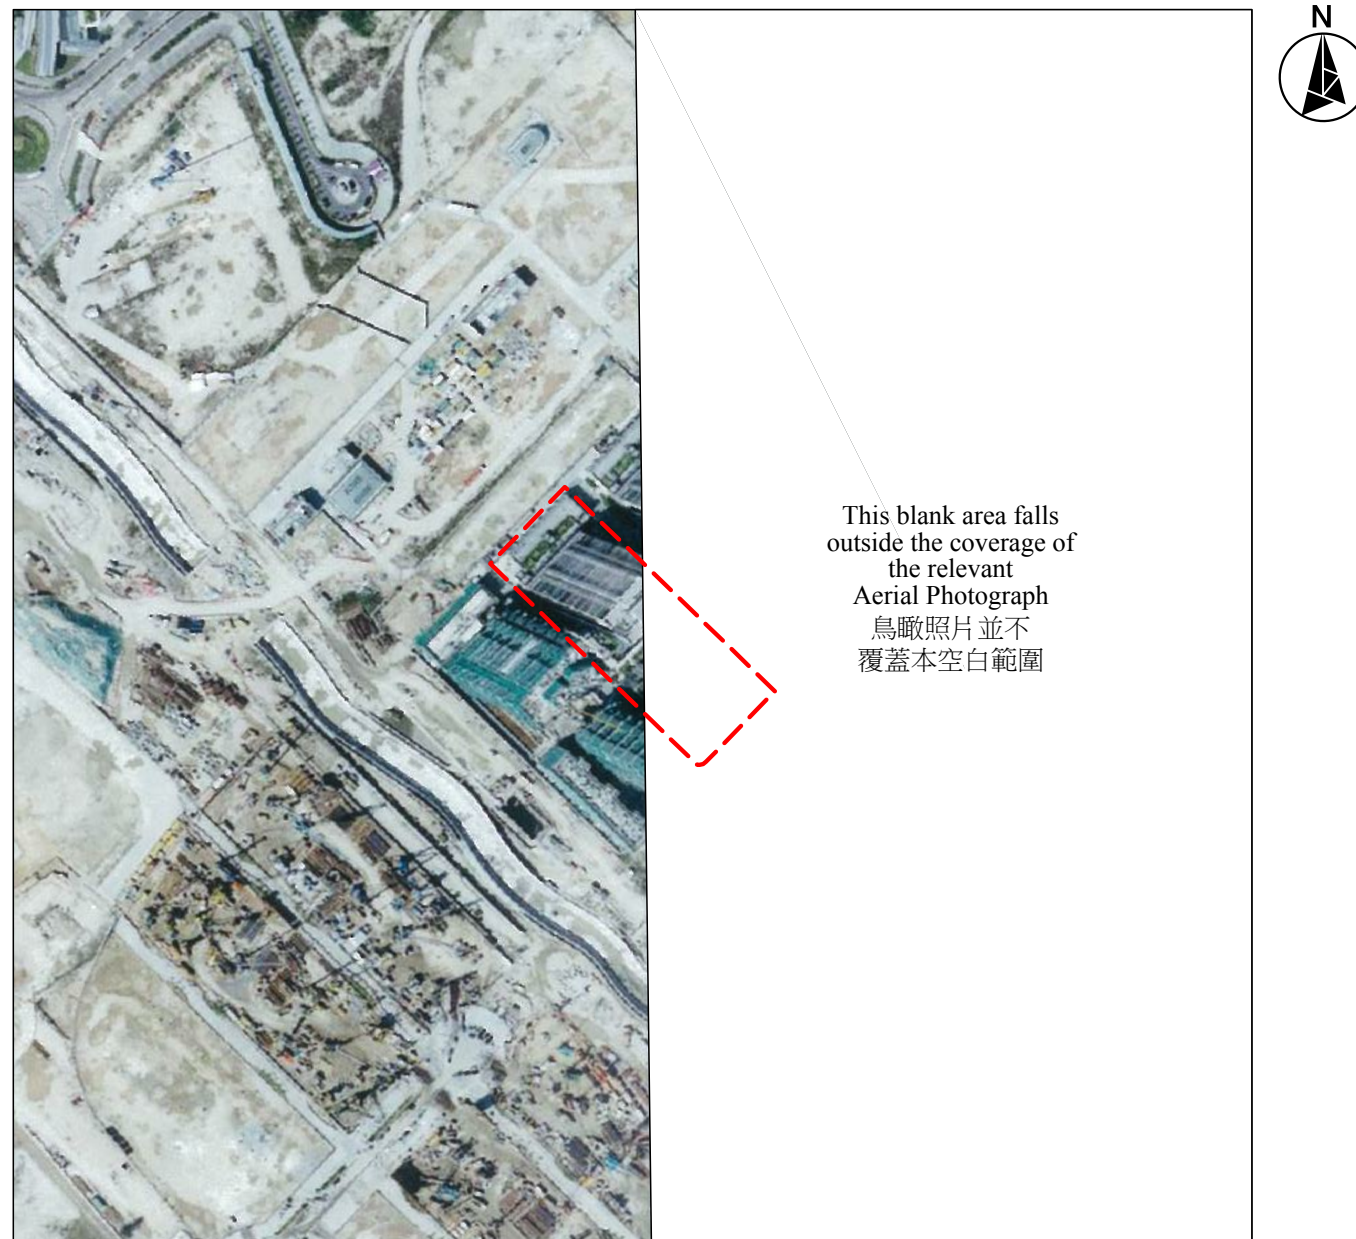 N
This blank area falls
outside the coverage of
the relevant
Aerial Photograph
鳥瞰照片並不
覆蓋本空白範圍